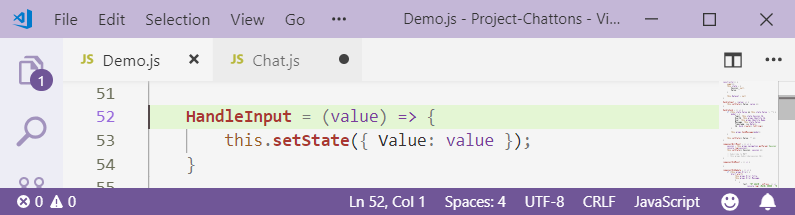 File Edit Selection View Go ... Demo.js - Project-Chattons - Vi...
JS Demo.js JS Chat.js
1
51
52 HandleInput = (value) => {
53 this.setState({ Value: value });
54 }
55
0 0 Ln 52, Col 1 Spaces: 4 UTF-8 CRLF JavaScript